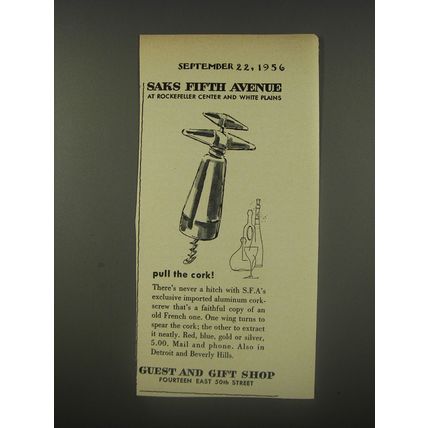 SEPTEMBER 22, 1956
SAKS FIFTH AVENUE
AT ROCKEFELLER CENTER AND WHITE PLAINS
pull the cork!
There's never a hitch with S.F.A's
exclusive imported aluminum cork-
screw that's a faithful copy of an
old French one. One wing turns to
spear the cork; the other to extract
it neatly. Red, blue, gold or silver,
5.00. Mail and phone. Also in
Detroit and Beverly Hills.
GUEST AND GIFT SHOP
FOURTEEN EAST 50th STREET